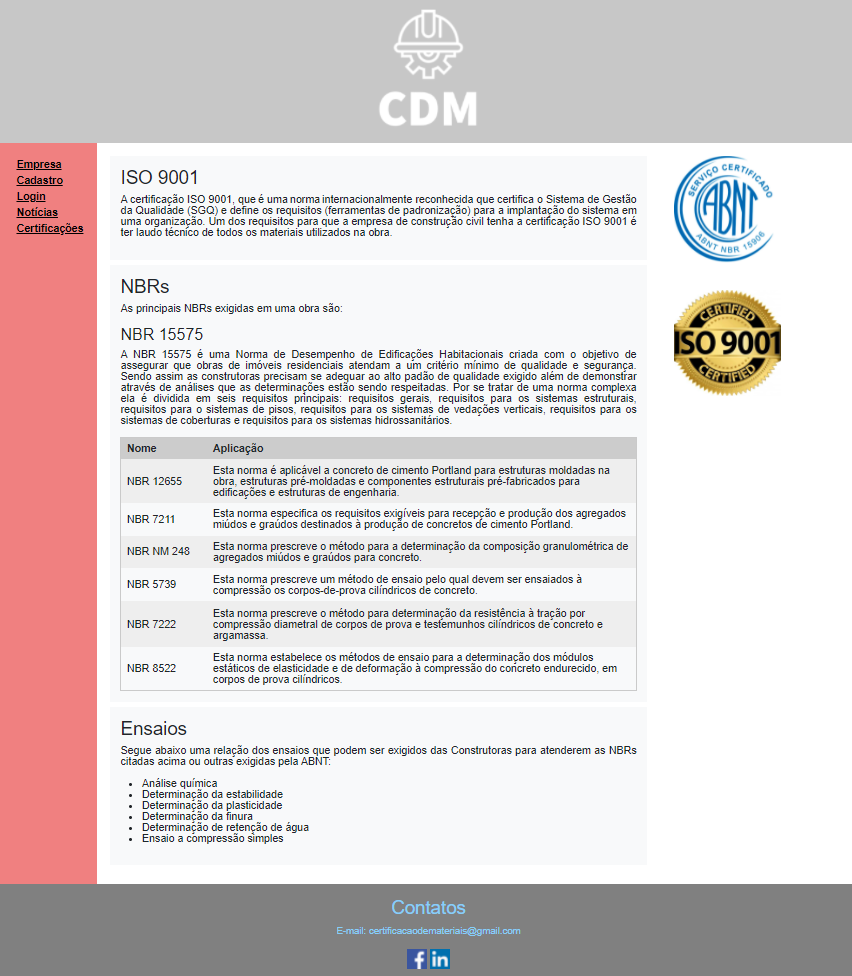 CDM
Empresa
Cadastro
Login
Notícias
Certificações
ISO 9001
A certificação ISO 9001, que é uma norma internacionalmente reconhecida que certifica o Sistema de Gestão
da Qualidade (SGQ) e define os requisitos (ferramentas de padronização) para a implantação do sistema em
uma organização. Um dos requisitos para que a empresa de construção civil tenha a certificação ISO 9001 é
ter laudo técnico de todos os materiais utilizados na obra.
NBRs
As principais NBRs exigidas em uma obra são:
NBR 15575
A NBR 15575 é uma Norma de Desempenho de Edificações Habitacionais criada com o objetivo de
assegurar que obras de imóveis residenciais atendam a um critério mínimo de qualidade e segurança.
Sendo assim as construtoras precisam se adequar ao alto padão de qualidade exigido além de demonstrar
através de análises que as determinações estão sendo respeitadas. Por se tratar de uma norma complexa
ela é dividida em seis requisitos principais: requisitos gerais, requisitos para os sistemas estruturais,
requisitos para o sistemas de pisos, requisitos para os sistemas de vedações verticais, requisitos para os
sistemas de coberturas e requisitos para os sistemas hidrossanitários.
Nome Aplicação
NBR 12655 Esta norma é aplicável a concreto de cimento Portland para estruturas moldadas na
obra, estruturas pré-moldadas e componentes estruturais pré-fabricados para
edificações e estruturas de engenharia.
NBR 7211 Esta norma especifica os requisitos exigíveis para recepção e produção dos agregados
miúdos e graúdos destinados à produção de concretos de cimento Portland.
NBR NM 248 Esta norma prescreve o método para a determinação da composição granulométrica de
agregados miúdos e graúdos para concreto.
NBR 5739 Esta norma prescreve um método de ensaio pelo qual devem ser ensaiados à
compressão os corpos-de-prova cilíndricos de concreto.
NBR 7222 Esta norma prescreve o método para determinação da resistência à tração por
compressão diametral de corpos de prova e testemunhos cilíndricos de concreto e
argamassa.
NBR 8522 Esta norma estabelece os métodos de ensaio para a determinação dos módulos
estáticos de elasticidade e de deformação à compressão do concreto endurecido, em
corpos de prova cilíndricos.
Ensaios
Segue abaixo uma relação dos ensaios que podem ser exigidos das Construtoras para atenderem as NBRs
citadas acima ou outras exigidas pela ABNT:
• Análise química
• Determinação da estabilidade
• Determinação da plasticidade
• Determinação da finura
• Determinação de retenção de água
• Ensaio a compressão simples
SERVIÇO CERTIFICADO
ABNT
ABNT NBR 15906
CERTIFIED
ISO 9001
CERTIFIED
Contatos
E-mail: certificacaodemateriais@gmail.com
f in